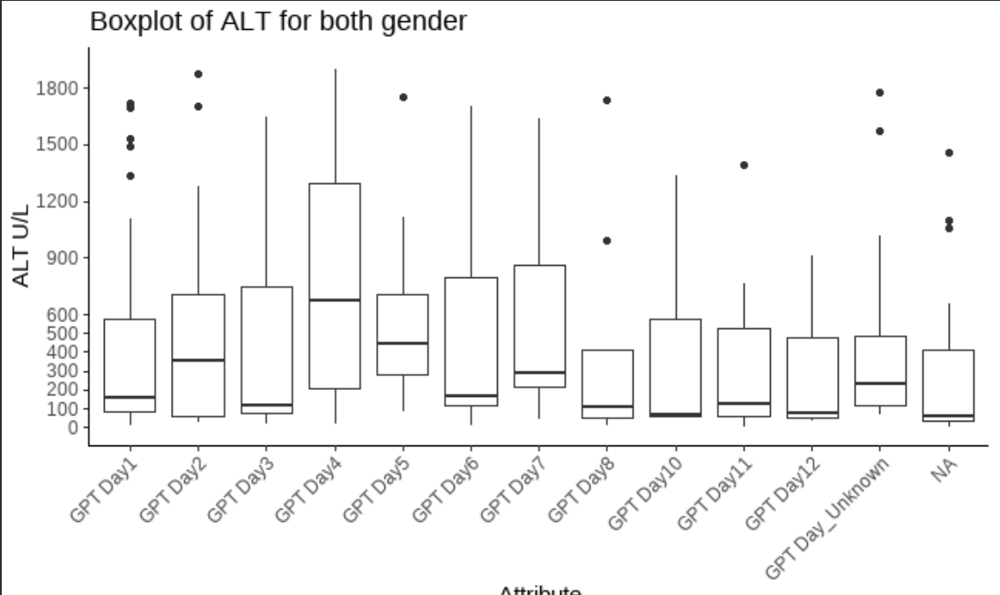 Boxplot of ALT for both gender
ALT U/L
1800
1500
1200
900
600
500
400
300
200
100
0
GPT Day1
GPT Day2
GPT Day3
GPT Day4
GPT Day5
GPT Day6
GPT Day7
GPT Day8
GPT Day10
GPT Day11
GPT Day12
GPT Day_Unknown
NA
Attribute